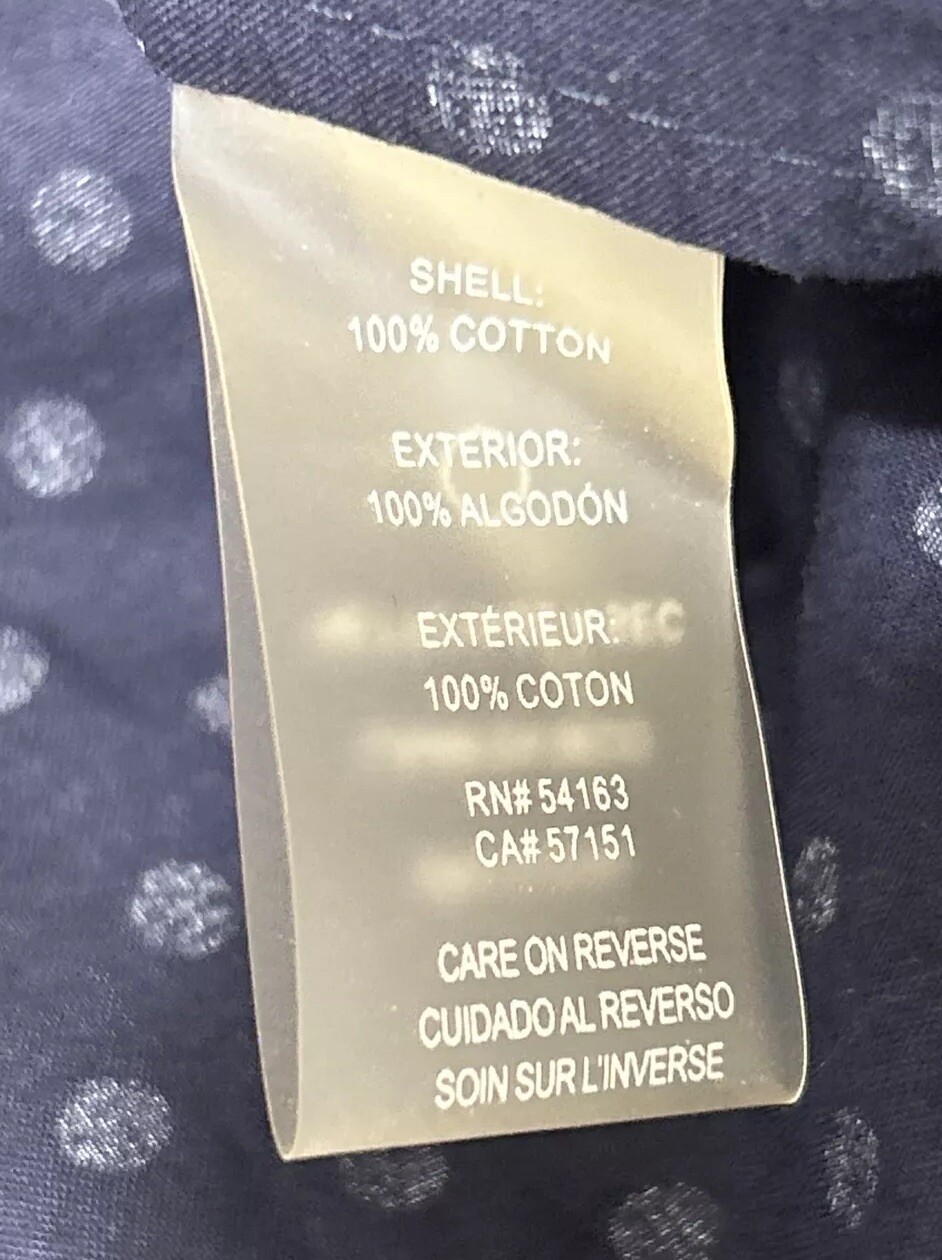 SHELL:
100% COTTON
EXTERIOR:
100% ALGODÓN
EXTÉRIEUR:
100% COTON
RN# 54163
CA# 57151
CARE ON REVERSE
CUIDADO AL REVERSO
SOIN SUR L'INVERSE